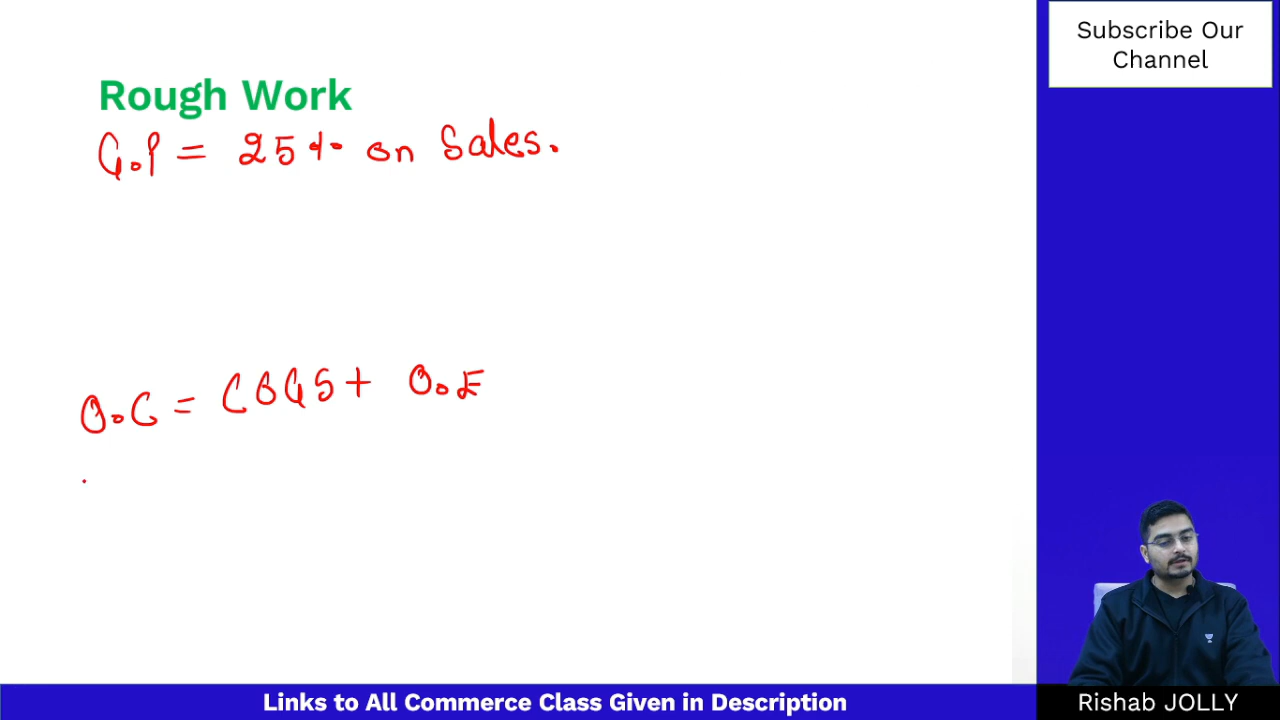 Subscribe Our
Channel
Rough Work
G.P = 25% on Sales.
O.C = COGS + O.E
Links to All Commerce Class Given in Description
Rishab JOLLY